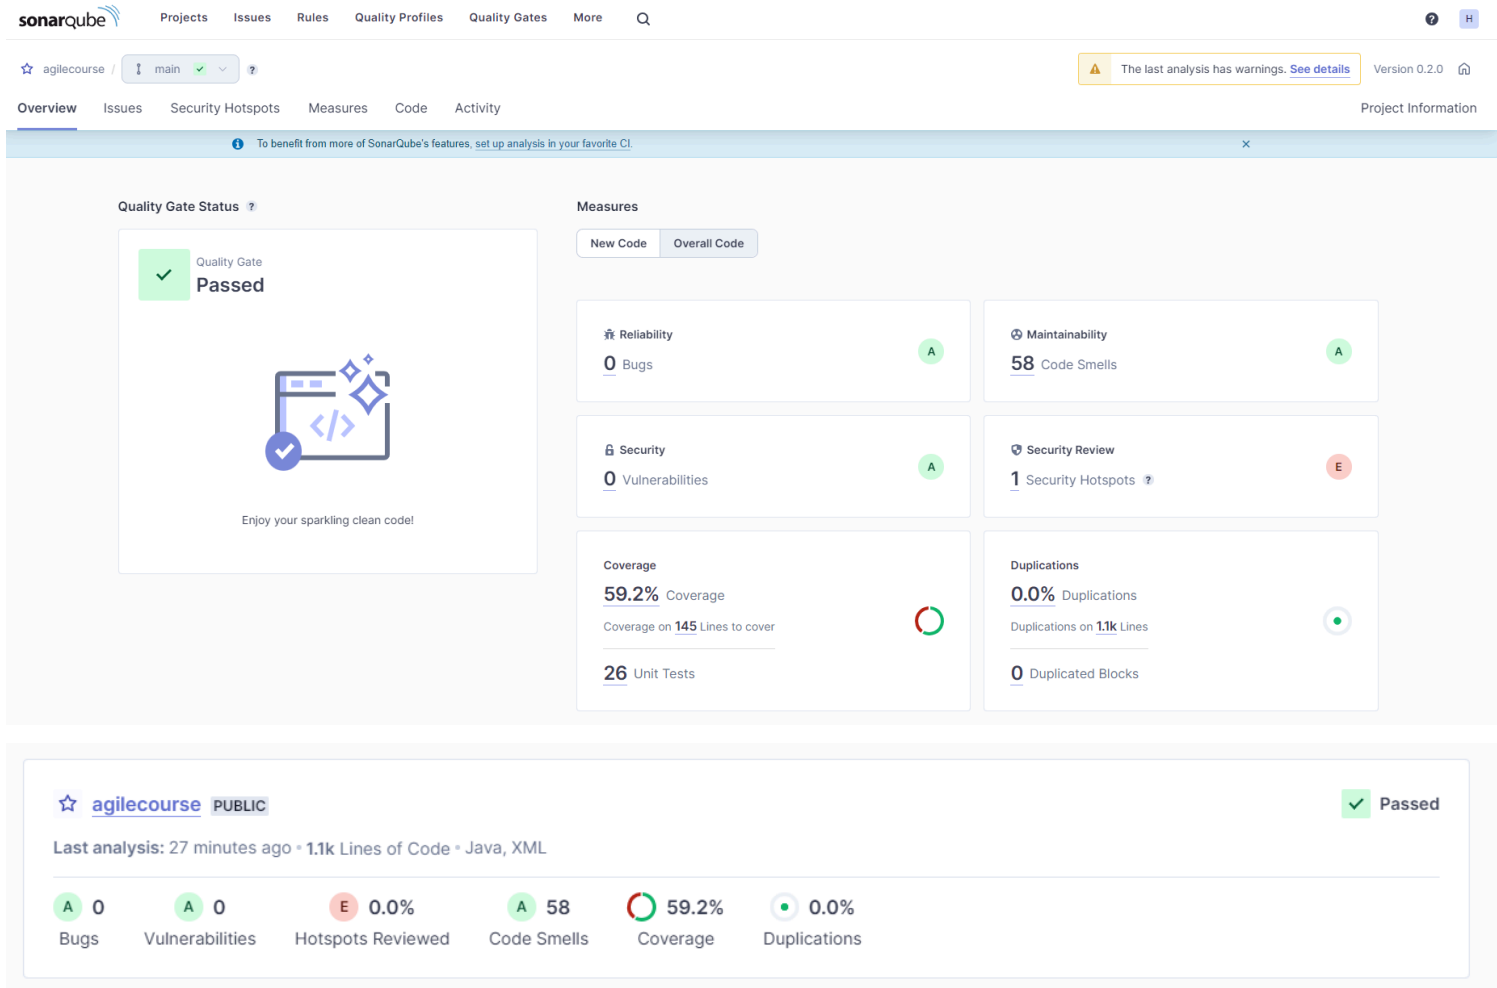 sonarqube Projects Issues Rules Quality Profiles Quality Gates More ? H
agilecourse / main ? The last analysis has warnings. See details Version 0.2.0
Overview Issues Security Hotspots Measures Code Activity Project Information
To benefit from more of SonarQube's features, set up analysis in your favorite CI.
Quality Gate Status ?
Quality Gate
Passed
</>
Enjoy your sparkling clean code!
Measures
New Code Overall Code
Reliability
0 Bugs A
Maintainability
58 Code Smells A
Security
0 Vulnerabilities A
Security Review
1 Security Hotspots ? E
Coverage
59.2% Coverage
Coverage on 145 Lines to cover
26 Unit Tests
Duplications
0.0% Duplications
Duplications on 1.1k Lines
0 Duplicated Blocks
agilecourse PUBLIC Passed
Last analysis: 27 minutes ago • 1.1k Lines of Code • Java, XML
A 0 A 0 E 0.0% A 58 59.2% 0.0%
Bugs Vulnerabilities Hotspots Reviewed Code Smells Coverage Duplications